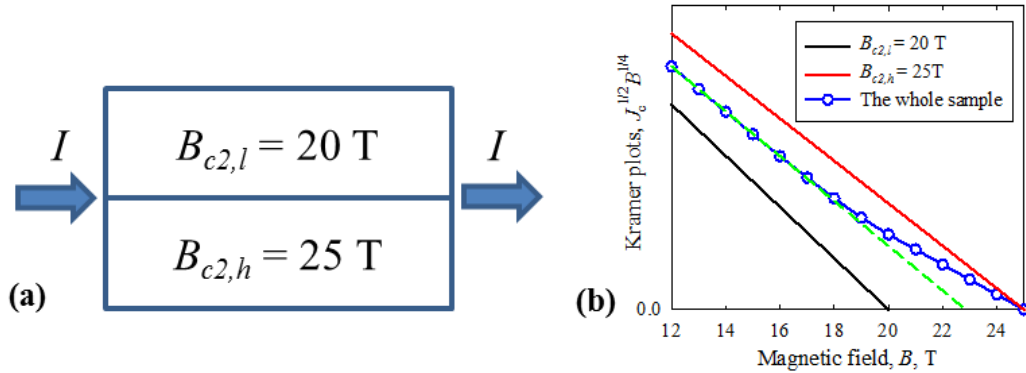 I
B_{c2,l} = 20 T
B_{c2,h} = 25 T
I
(a)
Kramer plots, J_c^{1/2}B^{1/4}
B_{c2,l} = 20 T
B_{c2,h} = 25T
The whole sample
0.0
12 14 16 18 20 22 24
Magnetic field, B, T
(b)